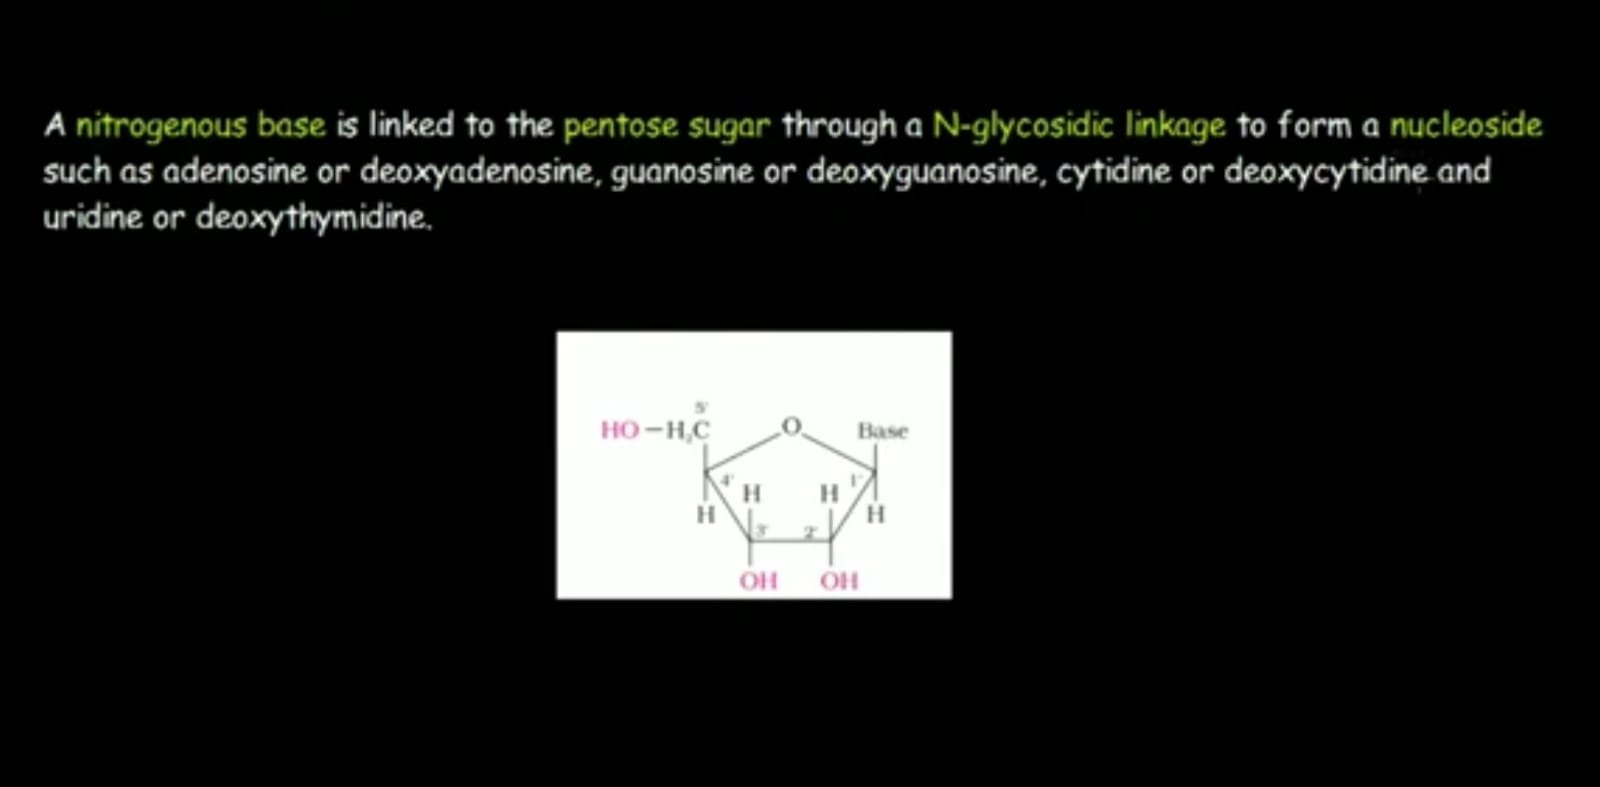 A nitrogenous base is linked to the pentose sugar through a N-glycosidic linkage to form a nucleoside
such as adenosine or deoxyadenosine, guanosine or deoxyguanosine, cytidine or deoxycytidine and
uridine or deoxythymidine.
5'
HO-H₂C O Base
4' H H 1'
H H
3' 2'
OH OH